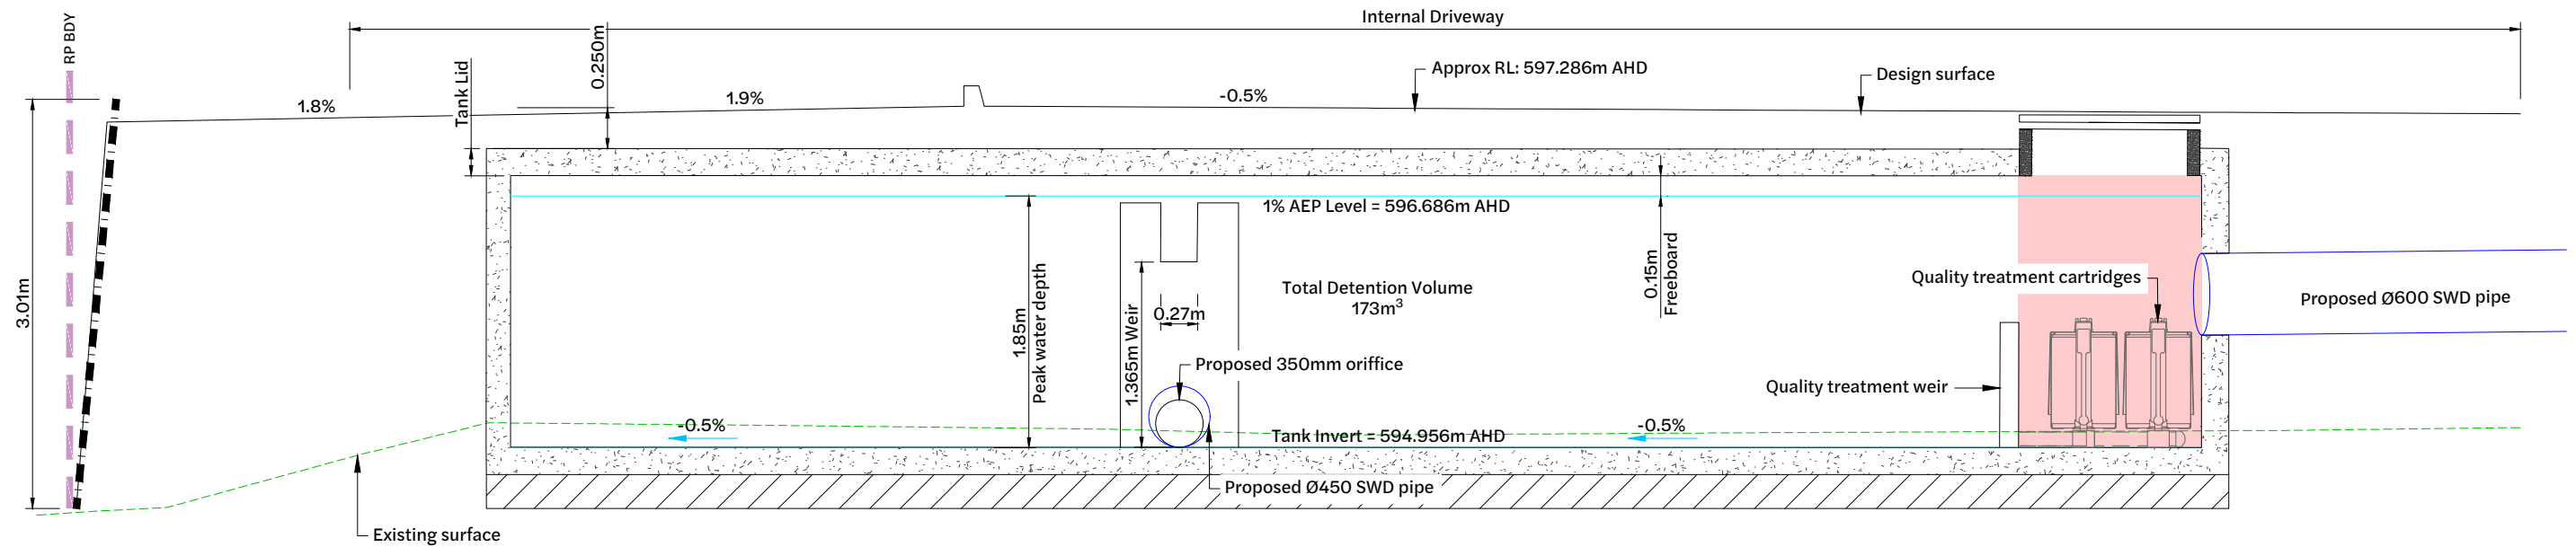 Internal Driveway
RP BDY
0.250m
Tank Lid
Approx RL: 597.286m AHD
Design surface
1.8%
1.9%
-0.5%
1% AEP Level = 596.686m AHD
3.01m
1.85m
Peak water depth
1.365m Weir
0.27m
Total Detention Volume
173m³
0.15m
Freeboard
Quality treatment cartridges
Proposed Ø600 SWD pipe
Proposed 350mm oriffice
Quality treatment weir
-0.5%
Tank Invert = 594.956m AHD
-0.5%
Proposed Ø450 SWD pipe
Existing surface